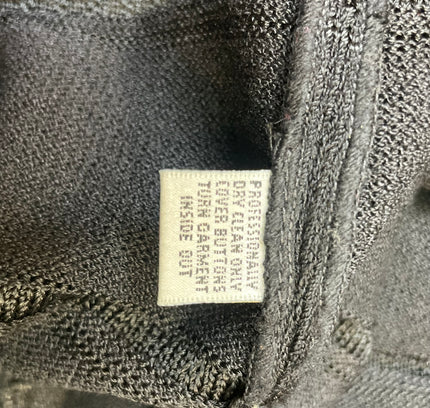 PROFESSIONALLY
DRY CLEAN ONLY
COVER BUTTONS
TURN GARMENT
INSIDE OUT